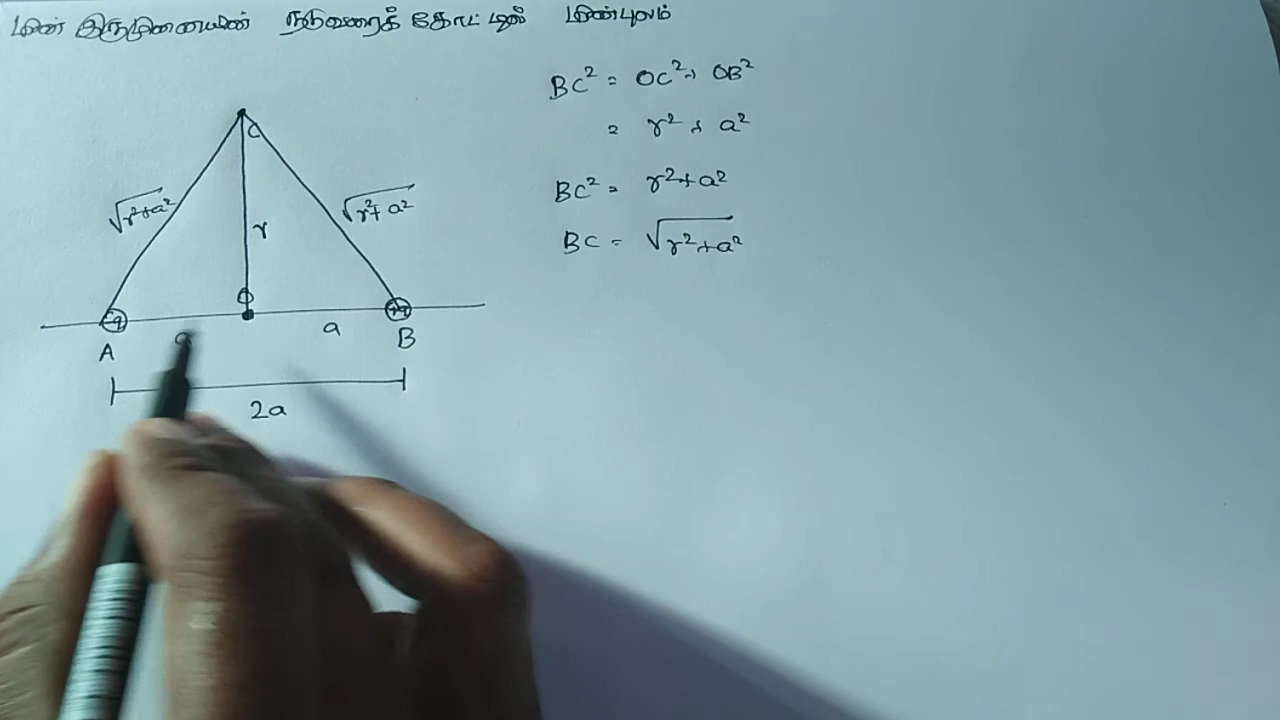 மின் இருமுனையின் நடுவரைக் கோட்டில் மின்புலம்
BC² = OC² + OB²
= r² + a²
BC² = r²+a²
BC = √r²+a²
C
√r²+a²
√r²+a²
r
O
-q
+q
a
a
A
B
2a